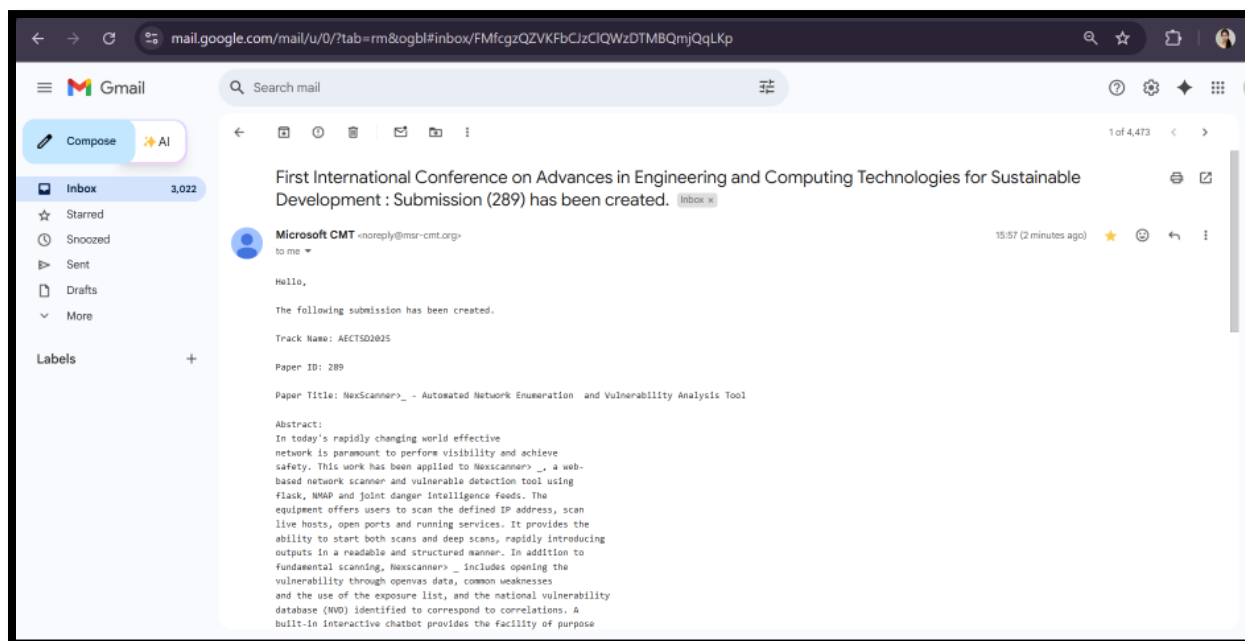 mail.google.com/mail/u/0/?tab=rm&ogbl#inbox/FMfcgzQZVKFbCJzClQWzDTMBQmjQqLKp
Gmail
Search mail
Compose
AI
1 of 4,473
Inbox 3,022
Starred
Snoozed
Sent
Drafts
More
Labels
First International Conference on Advances in Engineering and Computing Technologies for Sustainable
Development : Submission (289) has been created. Inbox x
Microsoft CMT <noreply@msr-cmt.org>
15:57 (2 minutes ago)
to me
Hello,
The following submission has been created.
Track Name: AECTSD2025
Paper ID: 289
Paper Title: NexScanner>_ - Automated Network Enumeration and Vulnerability Analysis Tool
Abstract:
In today's rapidly changing world effective
network is paramount to perform visibility and achieve
safety. This work has been applied to Nexscanner> _, a web-
based network scanner and vulnerable detection tool using
flask, NMAP and joint danger intelligence feeds. The
equipment offers users to scan the defined IP address, scan
live hosts, open ports and running services. It provides the
ability to start both scans and deep scans, rapidly introducing
outputs in a readable and structured manner. In addition to
fundamental scanning, Nexscanner> _ includes opening the
vulnerability through openvas data, common weaknesses
and the use of the exposure list, and the national vulnerability
database (NVD) identified to correspond to correlations. A
built-in interactive chatbot provides the facility of purpose